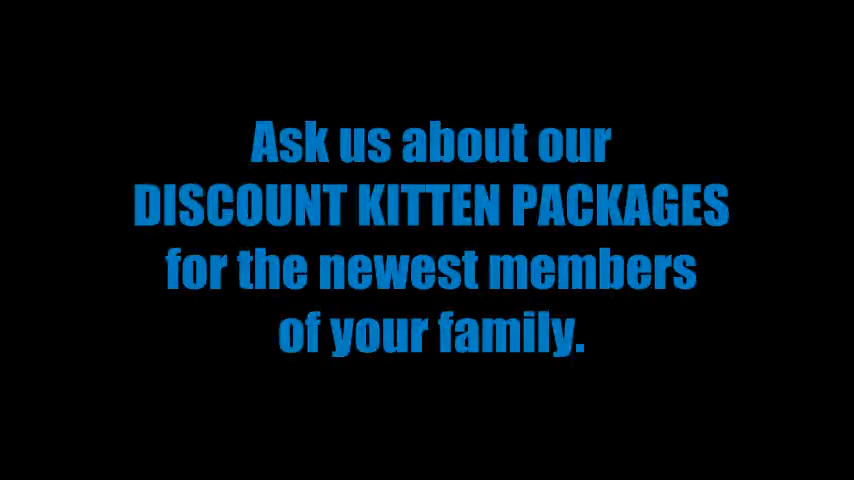 Ask us about our
DISCOUNT KITTEN PACKAGES
for the newest members
of your family.